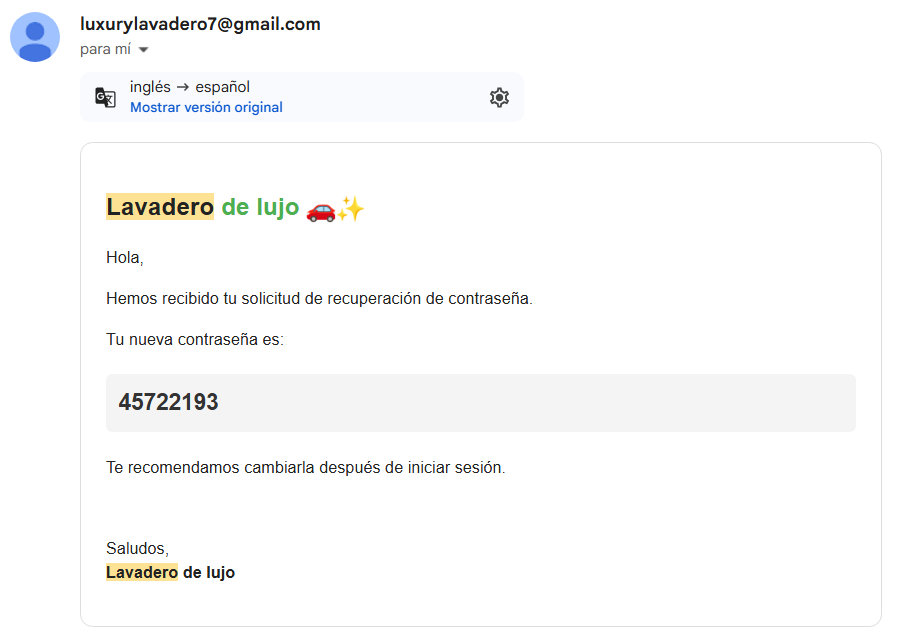 luxurylavadero7@gmail.com
para mí
inglés → español
Mostrar versión original
Lavadero de lujo 🚗✨
Hola,
Hemos recibido tu solicitud de recuperación de contraseña.
Tu nueva contraseña es:
45722193
Te recomendamos cambiarla después de iniciar sesión.
Saludos,
Lavadero de lujo